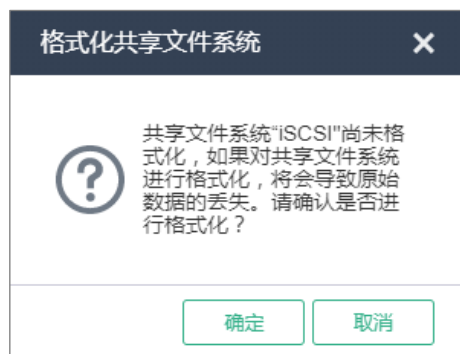 格式化共享文件系统
共享文件系统“iSCSI"尚未格
式化，如果对共享文件系统
进行格式化，将会导致原始
数据的丢失。请确认是否进
行格式化？
确定 取消